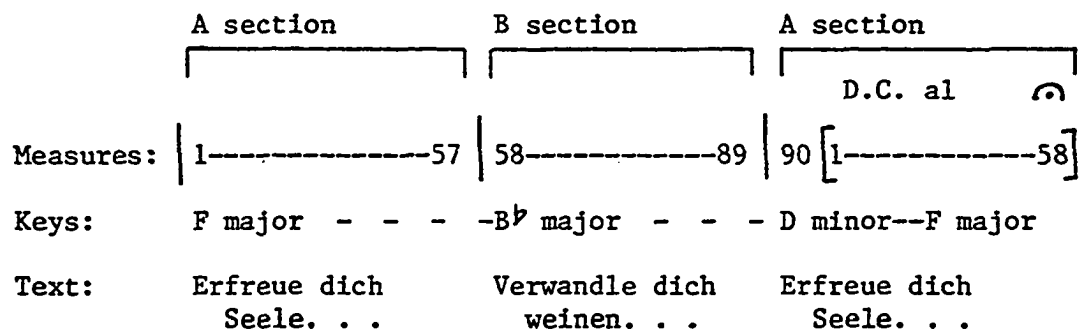 A section B section A section
D.C. al 𝄐
Measures: 1---------------57 58------------89 90 [1------------58]
Keys: F major - - - -B♭ major - - - D minor--F major
Text: Erfreue dich Verwandle dich Erfreue dich
Seele. . . weinen. . . Seele. . .